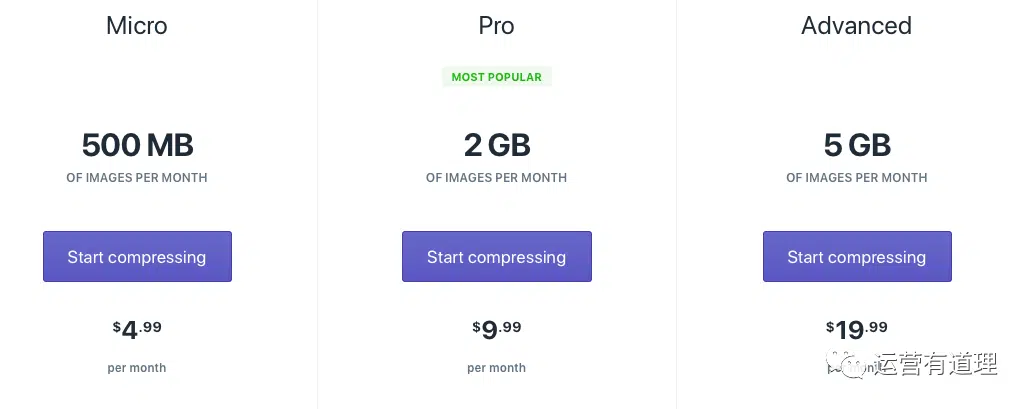 Micro
Pro
Advanced
MOST POPULAR
500 MB
2 GB
5 GB
OF IMAGES PER MONTH
OF IMAGES PER MONTH
OF IMAGES PER MONTH
Start compressing
Start compressing
Start compressing
$4.99
$9.99
$19.99
per month
per month
运营有道理